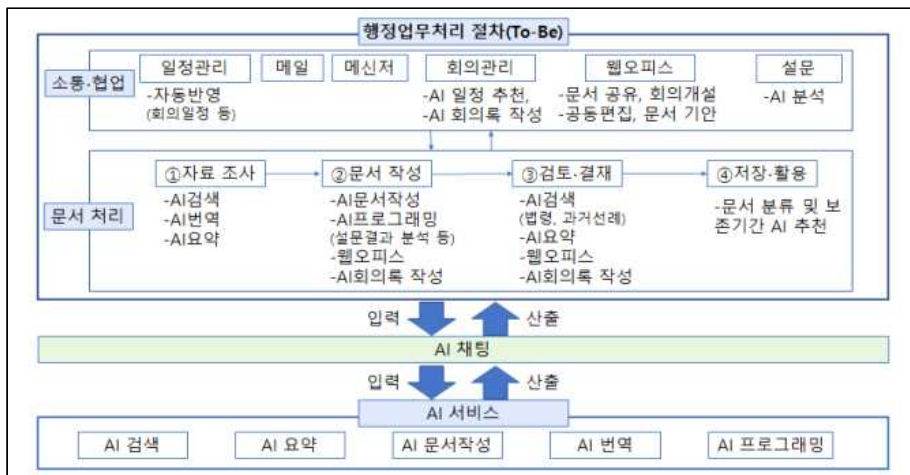 행정업무처리 절차(To-Be)
소통·협업
일정관리
-자동반영
(회의일정 등)
메일
메신저
회의관리
-AI 일정 추천,
-AI 회의록 작성
웹오피스
-문서 공유, 회의개설
-공동편집, 문서 기안
설문
-AI 분석
문서 처리
①자료 조사
-AI검색
-AI번역
-AI요약
②문서 작성
-AI문서작성
-AI프로그래밍
(설문결과 분석 등)
-웹오피스
-AI회의록 작성
③검토·결재
-AI검색
(법령, 과거선례)
-AI요약
-웹오피스
-AI회의록 작성
④저장·활용
-문서 분류 및 보
존기간 AI 추천
입력
산출
AI 채팅
입력
산출
AI 서비스
AI 검색
AI 요약
AI 문서작성
AI 번역
AI 프로그래밍